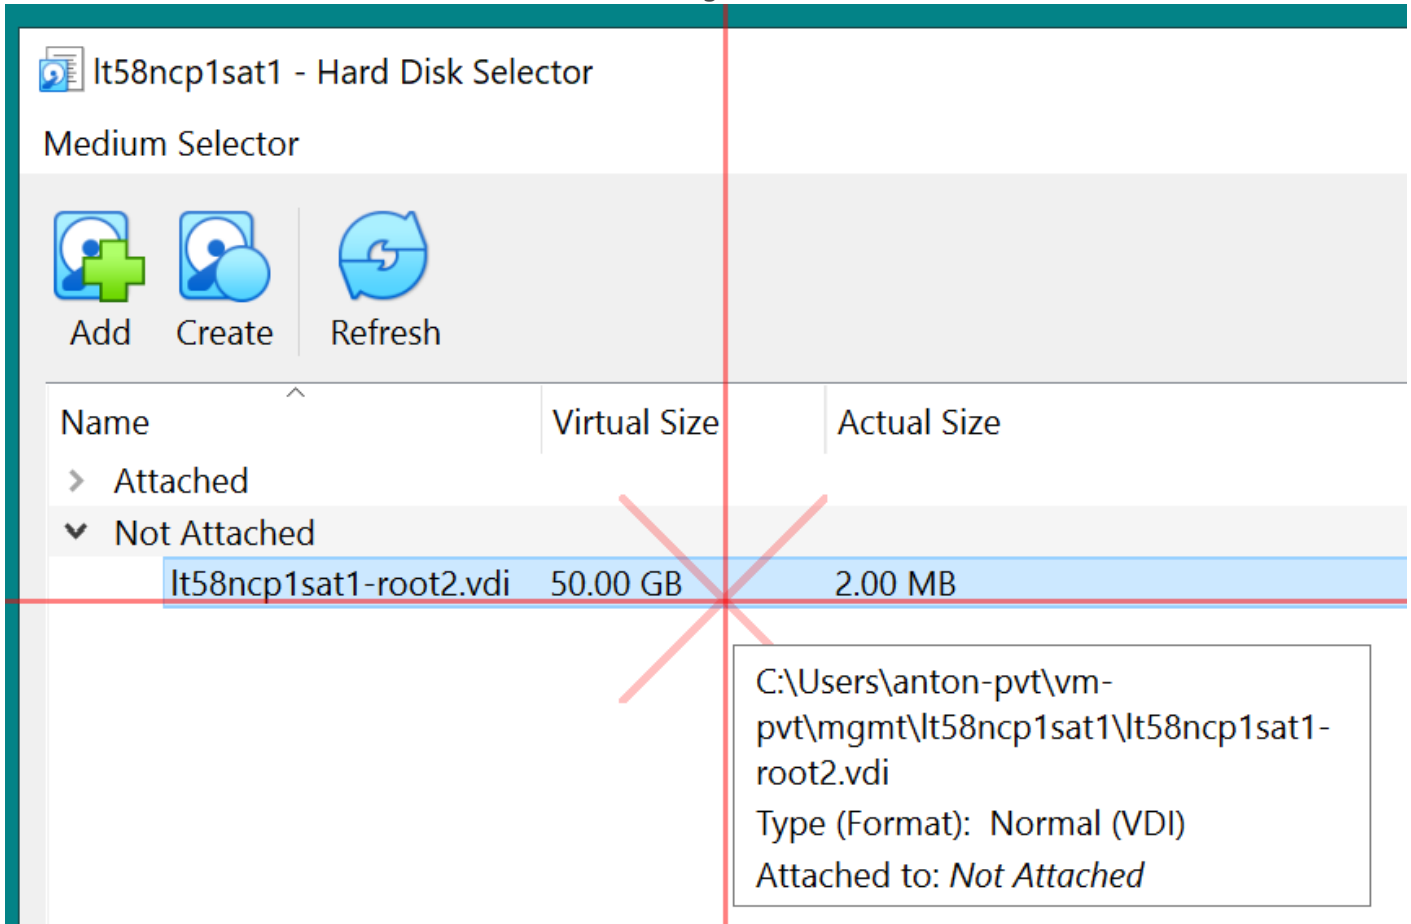 lt58ncp1sat1 - Hard Disk Selector
Medium Selector
Add Create Refresh
Name Virtual Size Actual Size
Attached
Not Attached
lt58ncp1sat1-root2.vdi 50.00 GB 2.00 MB
C:\Users\anton-pvt\vm-
pvt\mgmt\lt58ncp1sat1\lt58ncp1sat1-
root2.vdi
Type (Format): Normal (VDI)
Attached to: Not Attached